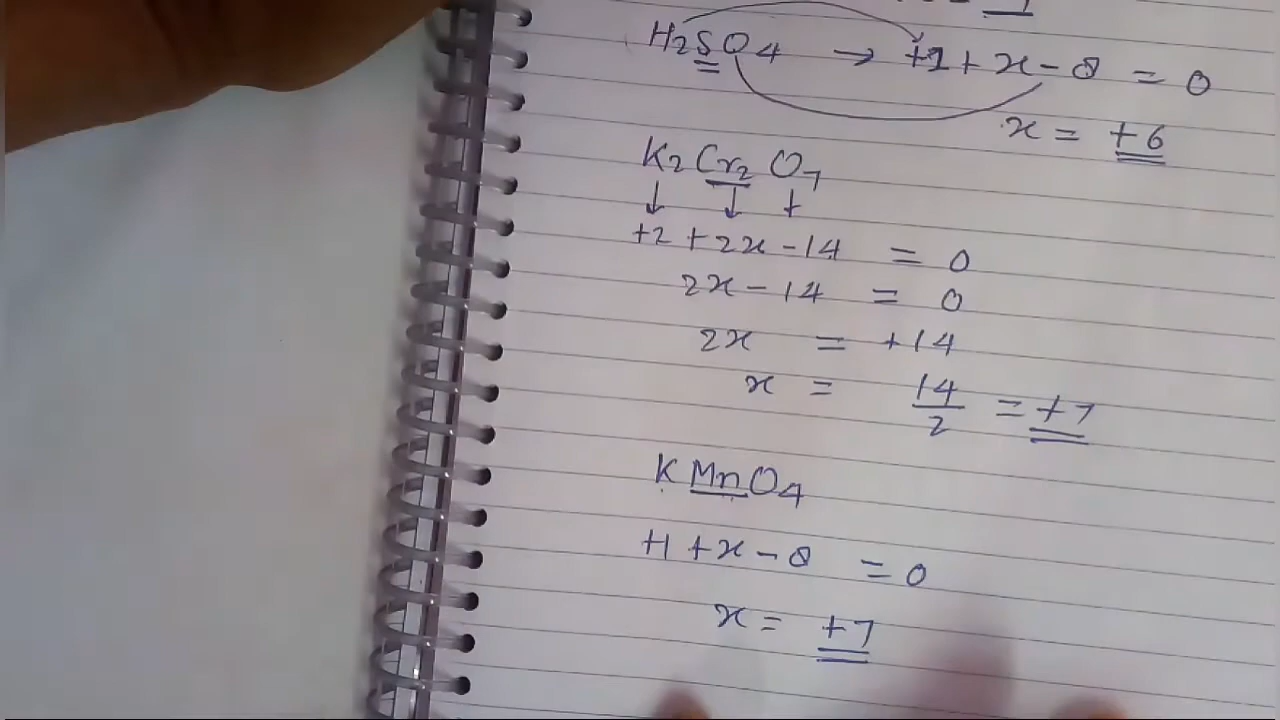 H2SO4 → +2 + x - 8 = 0
x = +6
K2Cr2O7
↓ ↓ ↓
+2 + 2x - 14 = 0
2x - 14 = 0
2x = +14
x = 14/2 = +7
KMnO4
+1 + x - 8 = 0
x = +7